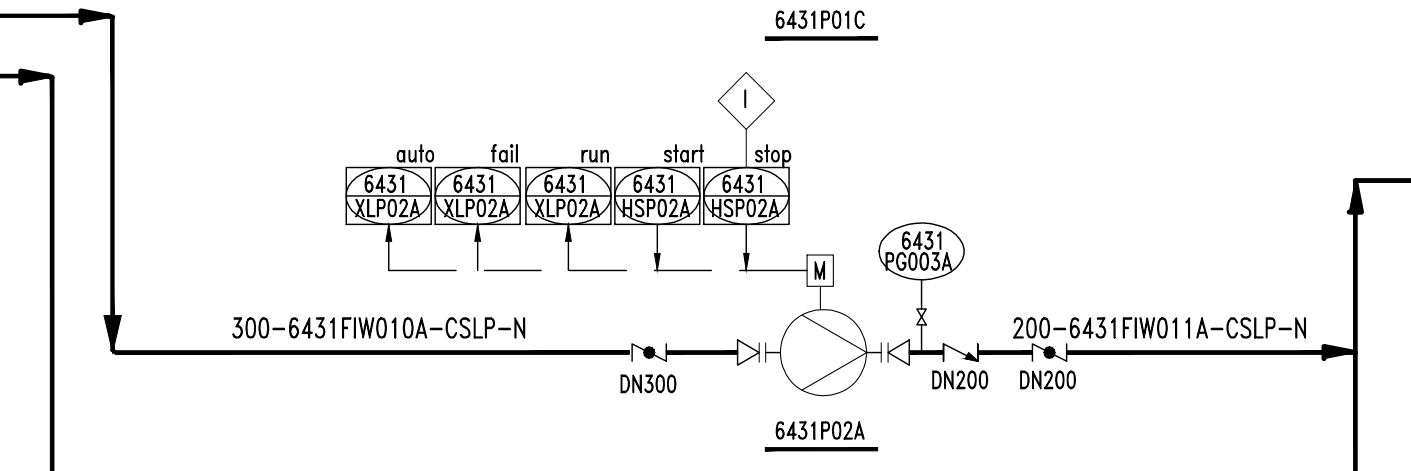 6431P01C
I
auto fail run start stop
6431 6431 6431 6431 6431
XLP02A XLP02A XLP02A HSP02A HSP02A
6431
PG003A
M
300-6431FIW010A-CSLP-N
200-6431FIW011A-CSLP-N
DN300
DN200
DN200
6431P02A